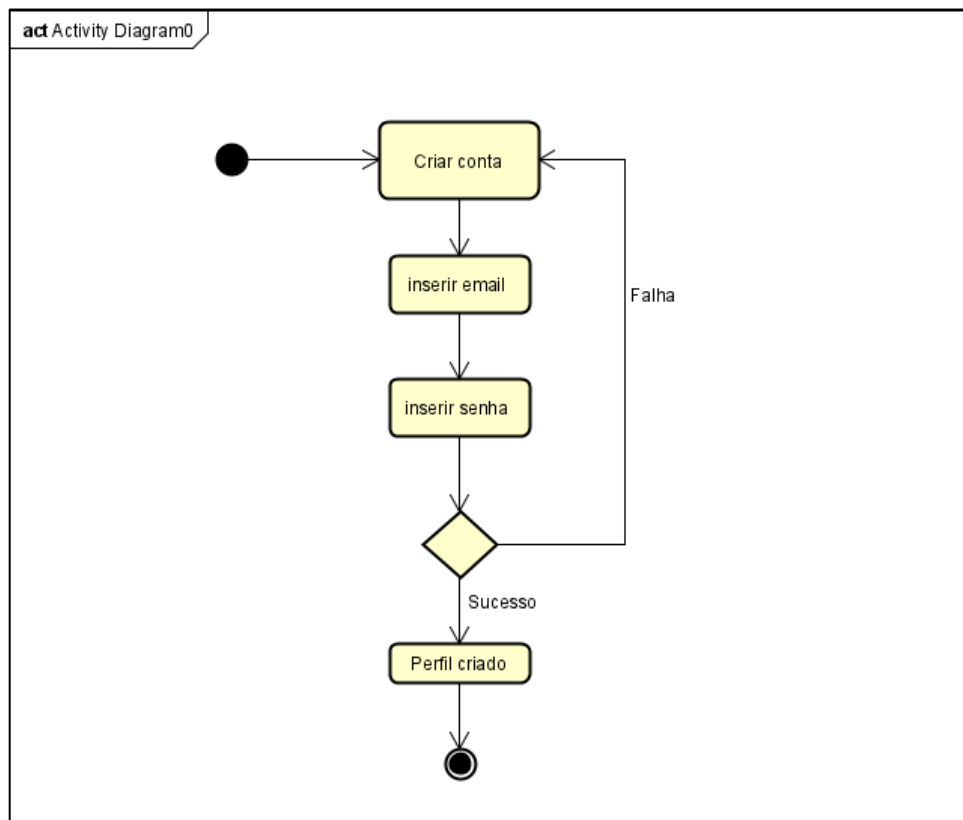 act Activity Diagram0
Criar conta
inserir email
Falha
inserir senha
Sucesso
Perfil criado